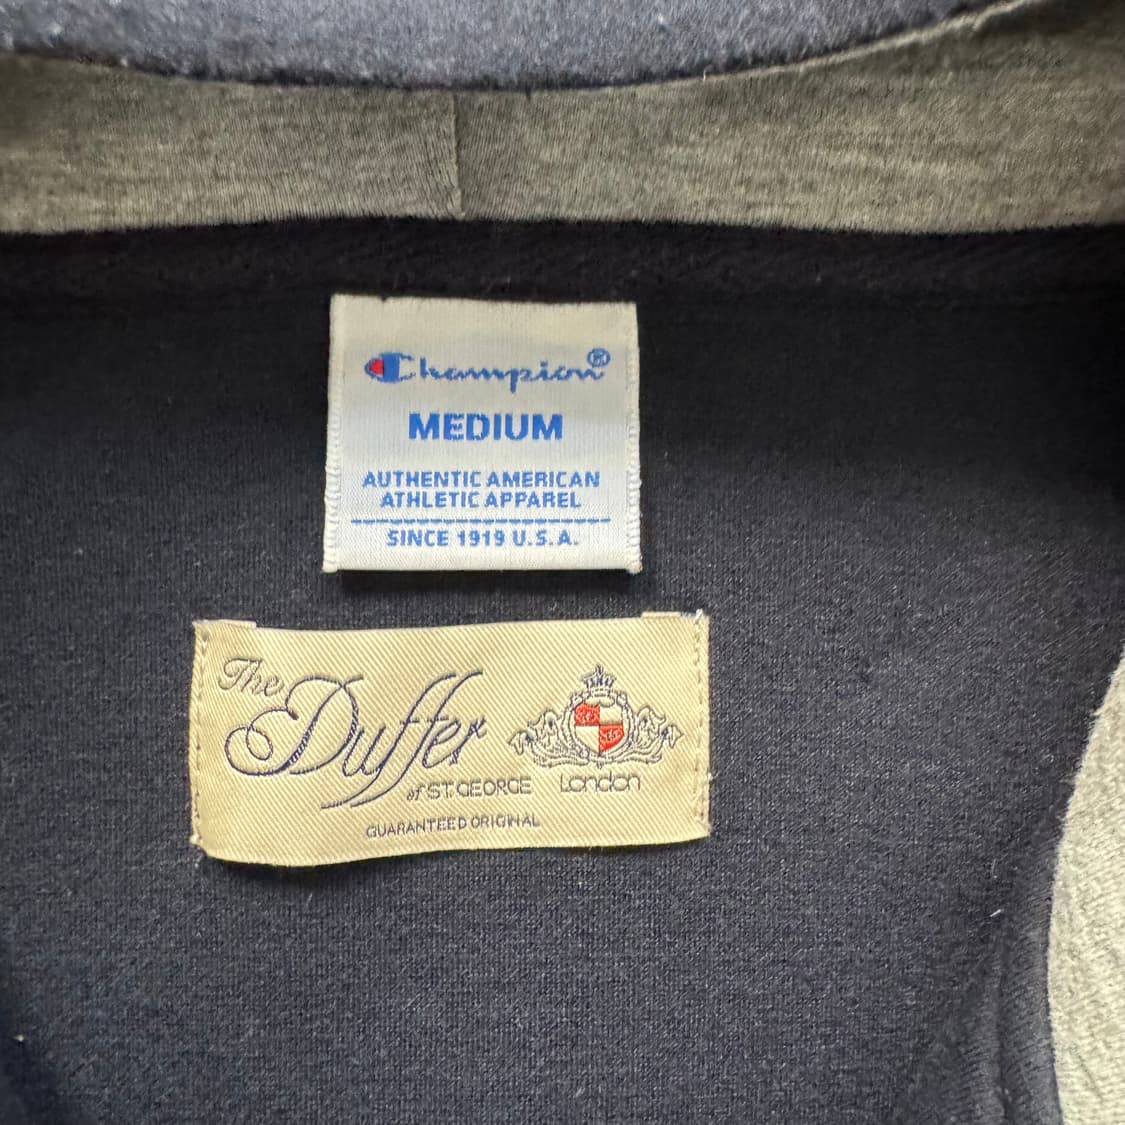 Champion®
MEDIUM
AUTHENTIC AMERICAN
ATHLETIC APPAREL
SINCE 1919 U.S.A.
The
Duffer
of ST. GEORGE
London
GUARANTEED ORIGINAL